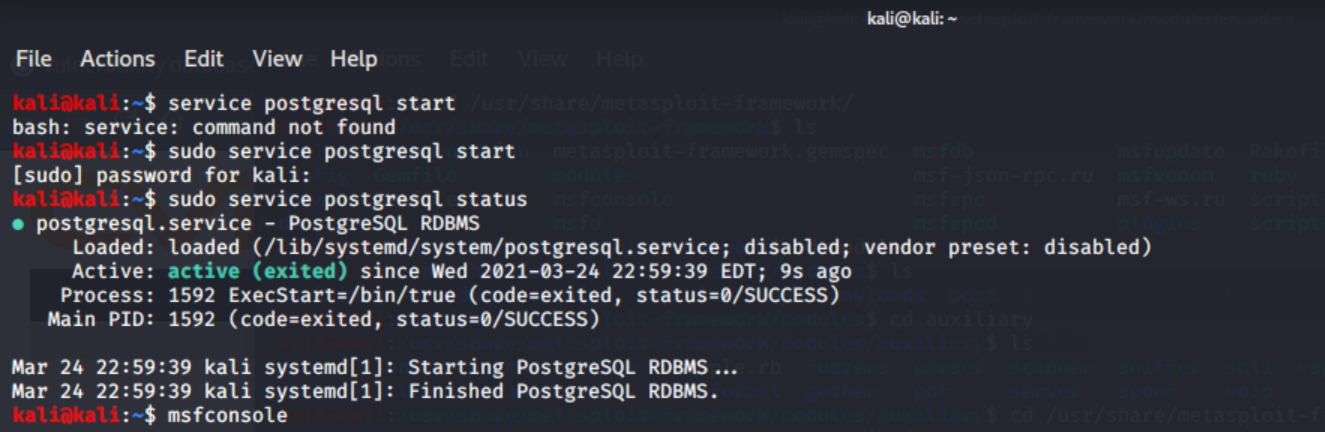 kali@kali: ~
File Actions Edit View Help
kali@kali:~$ service postgresql start
bash: service: command not found
kali@kali:~$ sudo service postgresql start
[sudo] password for kali:
kali@kali:~$ sudo service postgresql status
● postgresql.service - PostgreSQL RDBMS
Loaded: loaded (/lib/systemd/system/postgresql.service; disabled; vendor preset: disabled)
Active: active (exited) since Wed 2021-03-24 22:59:39 EDT; 9s ago
Process: 1592 ExecStart=/bin/true (code=exited, status=0/SUCCESS)
Main PID: 1592 (code=exited, status=0/SUCCESS)
Mar 24 22:59:39 kali systemd[1]: Starting PostgreSQL RDBMS...
Mar 24 22:59:39 kali systemd[1]: Finished PostgreSQL RDBMS.
kali@kali:~$ msfconsole